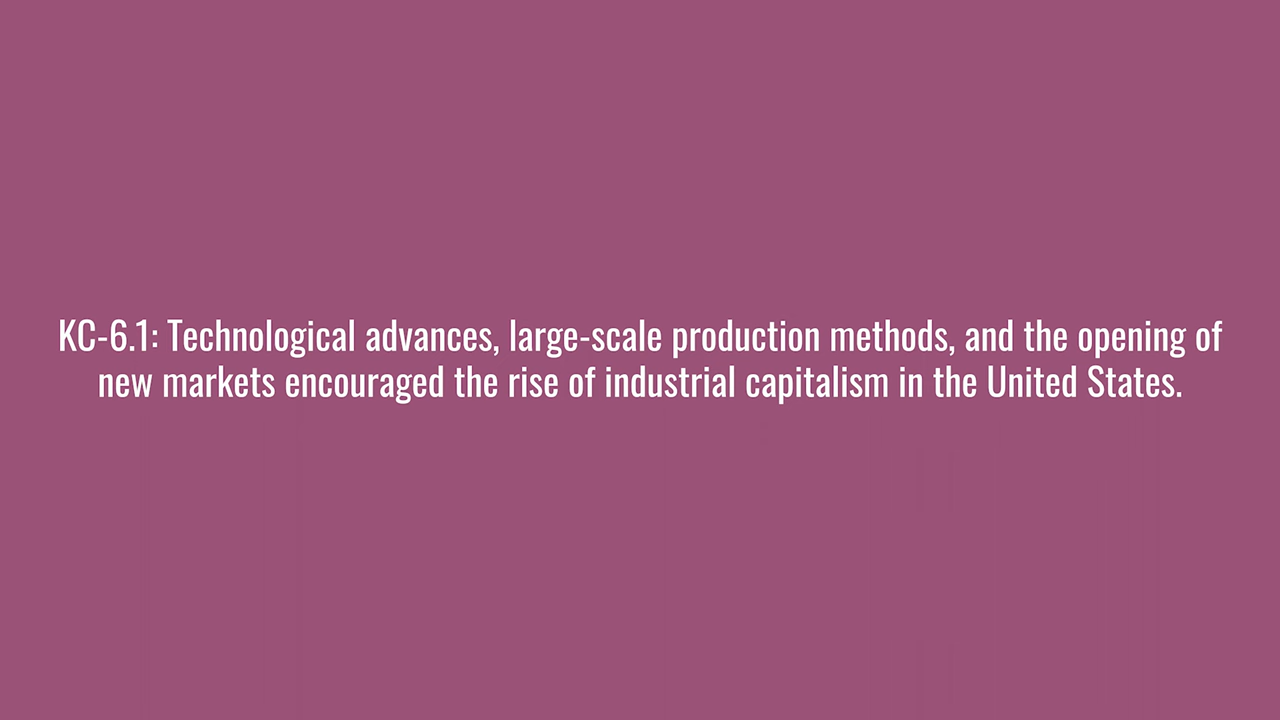 KC-6.1: Technological advances, large-scale production methods, and the opening of
new markets encouraged the rise of industrial capitalism in the United States.